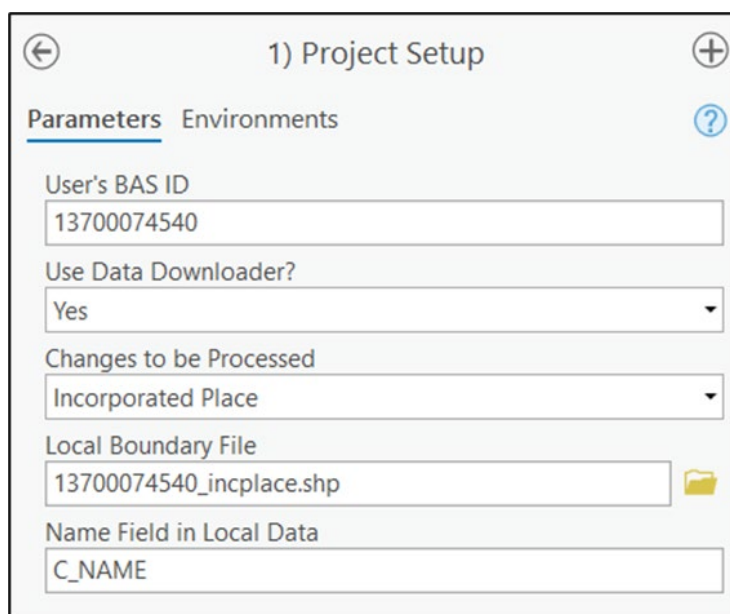 1) Project Setup
Parameters Environments
User's BAS ID
13700074540
Use Data Downloader?
Yes
Changes to be Processed
Incorporated Place
Local Boundary File
13700074540_incplace.shp
Name Field in Local Data
C_NAME